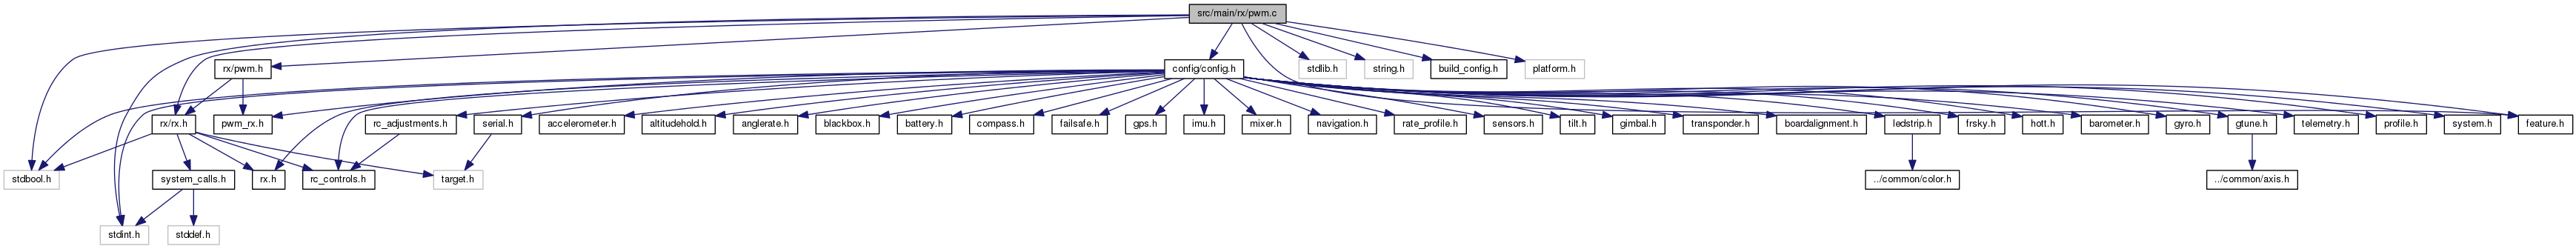 src/main/rx/pwm.c
rx/pwm.h
config/config.h
stdlib.h
string.h
build_config.h
platform.h
rx/rx.h
pwm_rx.h
rc_adjustments.h
serial.h
accelerometer.h
altitudehold.h
anglerate.h
blackbox.h
battery.h
compass.h
failsafe.h
gps.h
imu.h
mixer.h
navigation.h
rate_profile.h
sensors.h
tilt.h
gimbal.h
transponder.h
boardalignment.h
ledstrip.h
frsky.h
hott.h
barometer.h
gyro.h
gtune.h
telemetry.h
profile.h
system.h
feature.h
stdbool.h
system_calls.h
rx.h
rc_controls.h
target.h
../common/color.h
../common/axis.h
stdint.h
stddef.h